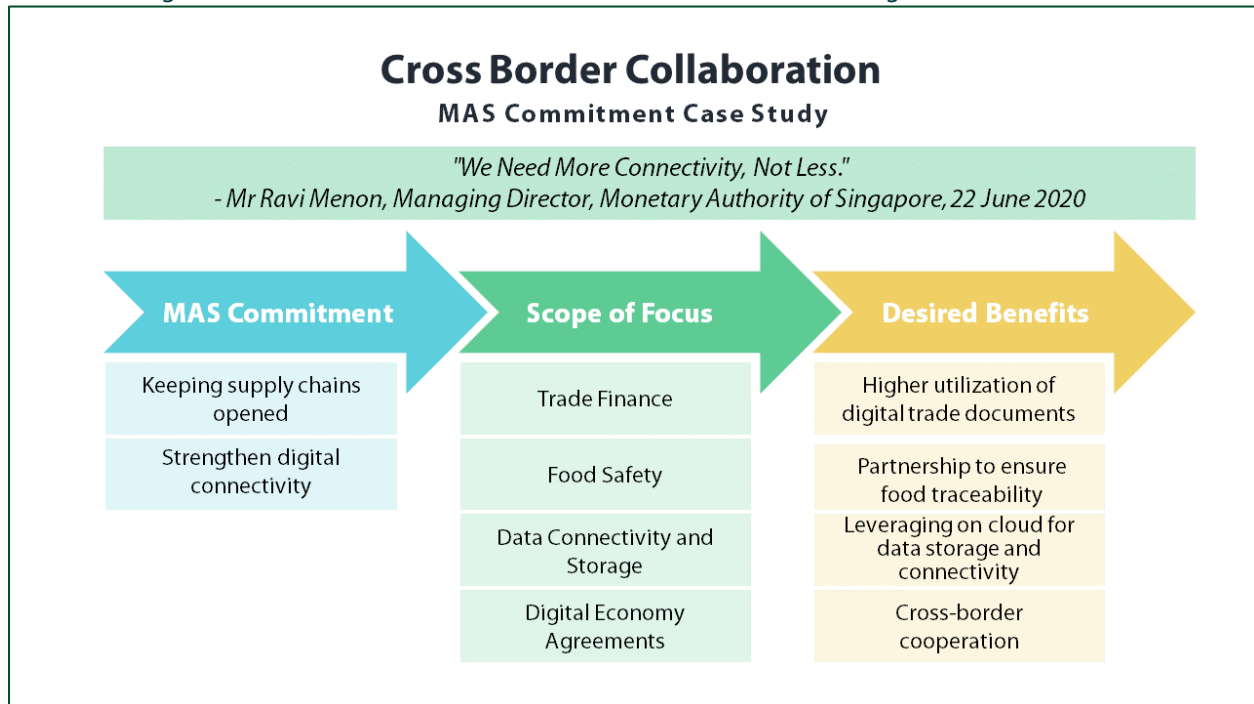 Cross Border Collaboration
MAS Commitment Case Study
"We Need More Connectivity, Not Less."
- Mr Ravi Menon, Managing Director, Monetary Authority of Singapore, 22 June 2020
MAS Commitment
Keeping supply chains
opened
Strengthen digital
connectivity
Scope of Focus
Trade Finance
Food Safety
Data Connectivity and
Storage
Digital Economy
Agreements
Desired Benefits
Higher utilization of
digital trade documents
Partnership to ensure
food traceability
Leveraging on cloud for
data storage and
connectivity
Cross-border
cooperation